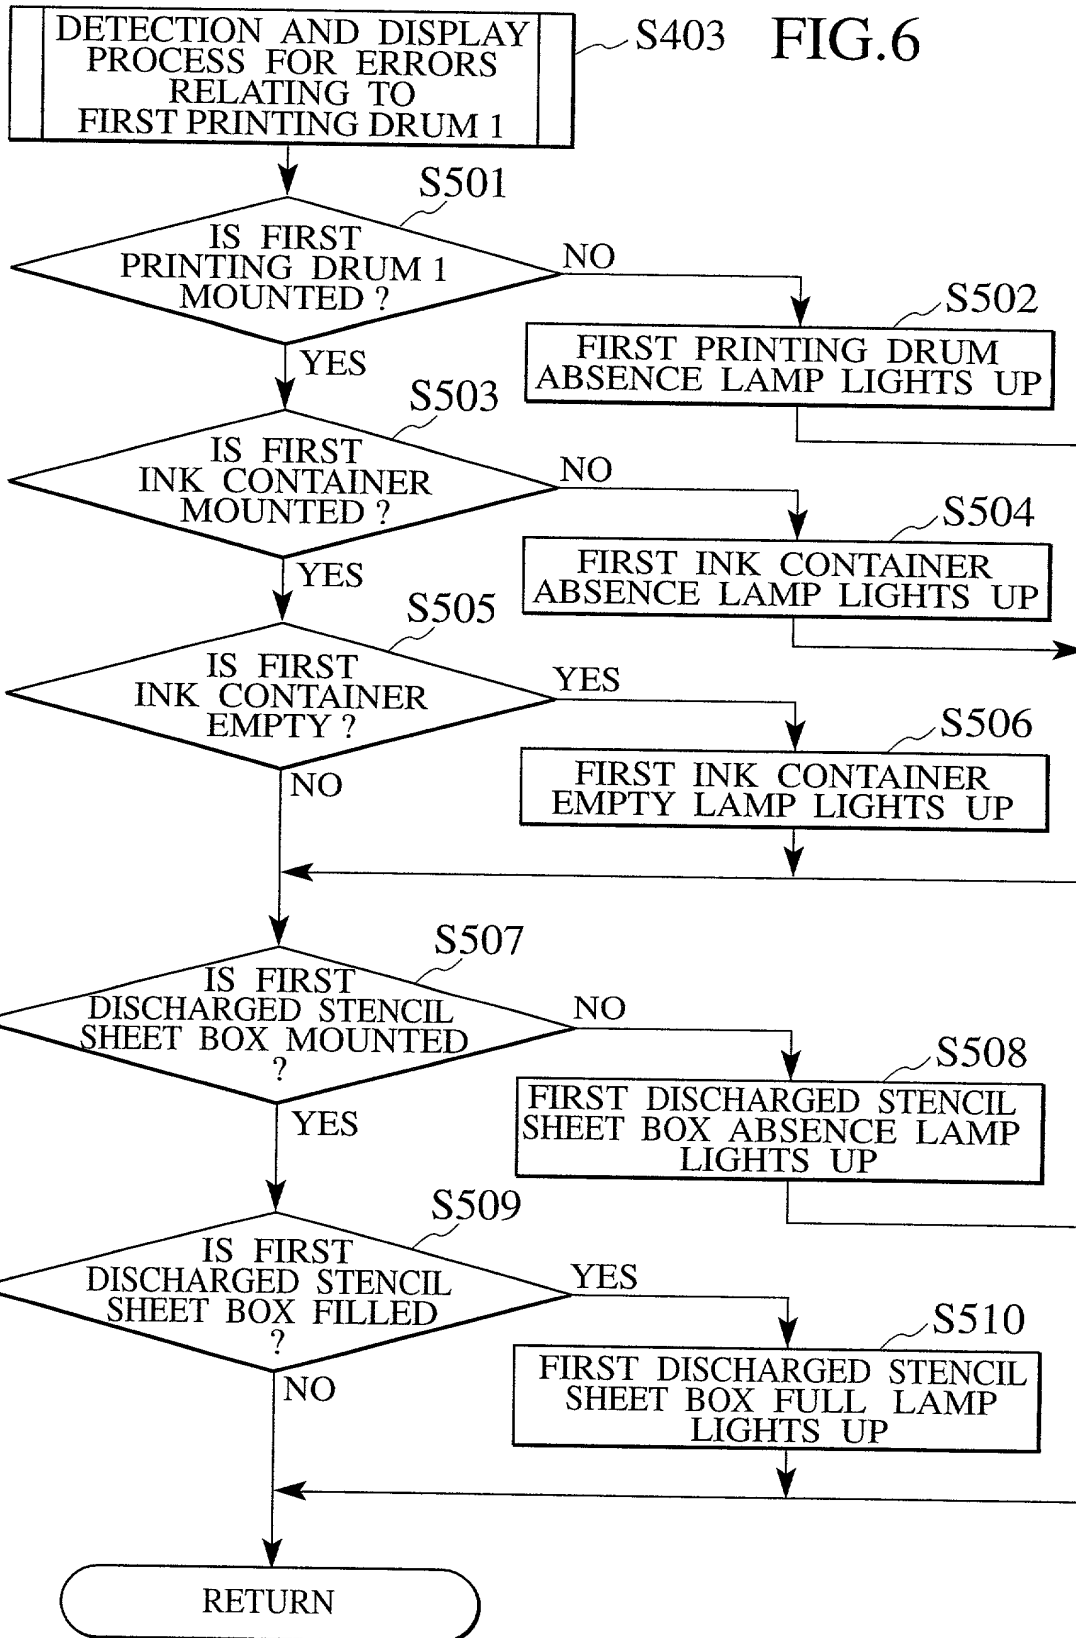 DETECTION AND DISPLAY
PROCESS FOR ERRORS
RELATING TO
FIRST PRINTING DRUM 1
S403
FIG.6
S501
IS FIRST
PRINTING DRUM 1
MOUNTED ?
NO
YES
S502
FIRST PRINTING DRUM
ABSENCE LAMP LIGHTS UP
S503
IS FIRST
INK CONTAINER
MOUNTED ?
NO
YES
S504
FIRST INK CONTAINER
ABSENCE LAMP LIGHTS UP
S505
IS FIRST
INK CONTAINER
EMPTY ?
YES
NO
S506
FIRST INK CONTAINER
EMPTY LAMP LIGHTS UP
S507
IS FIRST
DISCHARGED STENCIL
SHEET BOX MOUNTED
?
NO
YES
S508
FIRST DISCHARGED STENCIL
SHEET BOX ABSENCE LAMP
LIGHTS UP
S509
IS FIRST
DISCHARGED STENCIL
SHEET BOX FILLED
?
YES
NO
S510
FIRST DISCHARGED STENCIL
SHEET BOX FULL LAMP
LIGHTS UP
RETURN